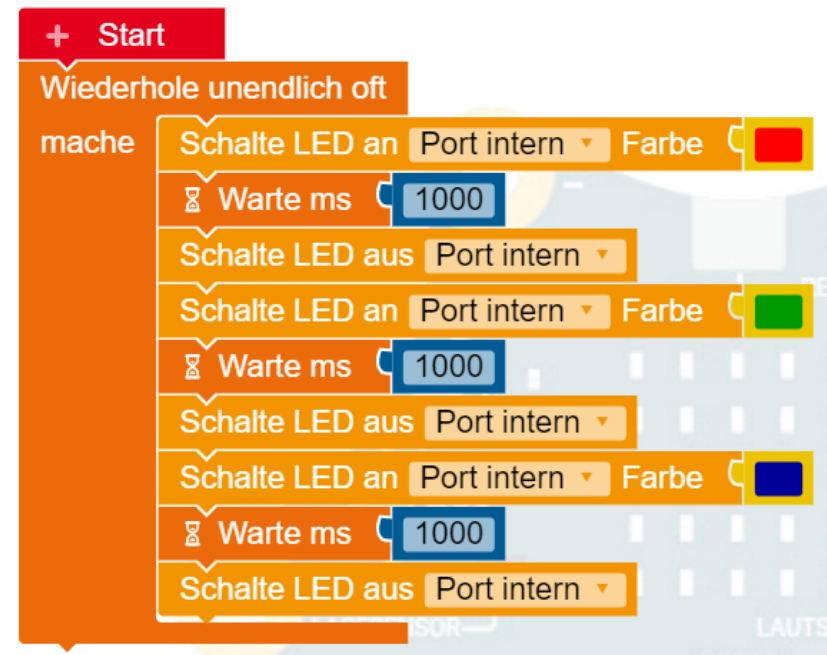 + Start
Wiederhole unendlich oft
mache Schalte LED an Port intern Farbe
Warte ms 1000
Schalte LED aus Port intern
Schalte LED an Port intern Farbe
Warte ms 1000
Schalte LED aus Port intern
Schalte LED an Port intern Farbe
Warte ms 1000
Schalte LED aus Port intern